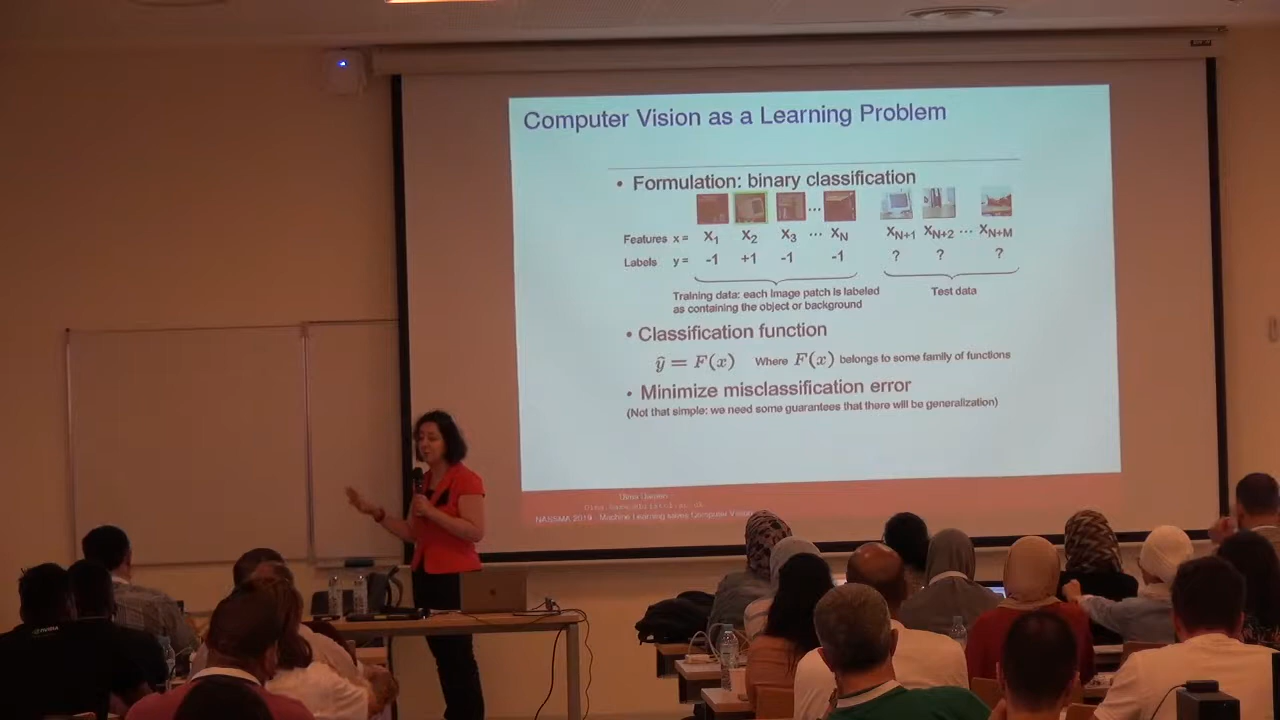 Computer Vision as a Learning Problem
• Formulation: binary classification
... 
Features x = X1 X2 X3 ... XN XN+1 XN+2 ... XN+M
Labels y = -1 +1 -1 -1 ? ? ?
Training data: each image patch is labeled
as containing the object or background
Test data
• Classification function
ŷ = F(x) Where F(x) belongs to some family of functions
• Minimize misclassification error
(Not that simple: we need some guarantees that there will be generalization)
NASSMA 2019 - Machine Learning Computer Vision